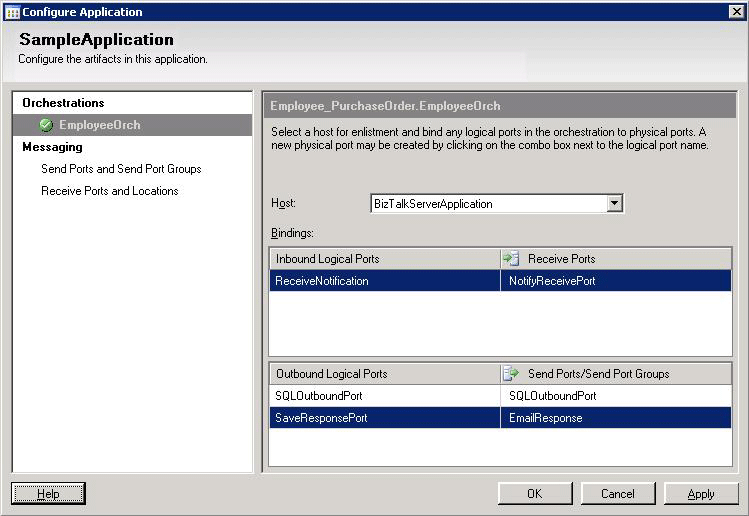 Configure Application
SampleApplication
Configure the artifacts in this application.
Orchestrations
EmployeeOrch
Messaging
Send Ports and Send Port Groups
Receive Ports and Locations
Employee_PurchaseOrder.EmployeeOrch
Select a host for enlistment and bind any logical ports in the orchestration to physical ports. A
new physical port may be created by clicking on the combo box next to the logical port name.
Host: BizTalkServerApplication
Bindings:
Inbound Logical Ports Receive Ports
ReceiveNotification NotifyReceivePort
Outbound Logical Ports Send Ports/Send Port Groups
SQLOutboundPort SQLOutboundPort
SaveResponsePort EmailResponse
Help OK Cancel Apply